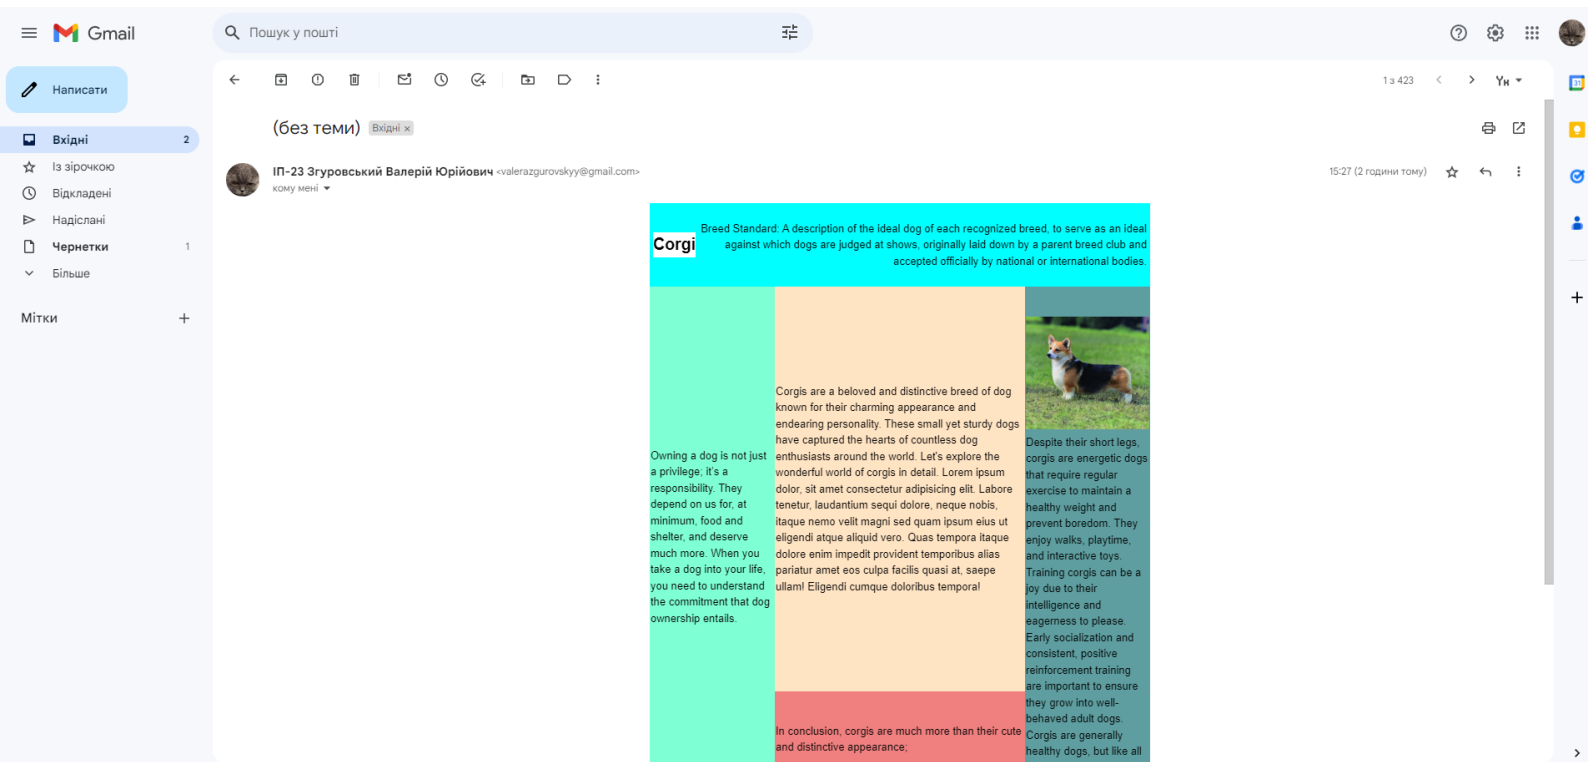 Gmail
Пошук у пошті
Написати
1 з 423
Ун
31
(без теми)
Вхідні ×
Вхідні 2
Із зірочкою
Відкладені
Надіслані
Чернетки 1
Більше
Мітки
ІП-23 Згуровський Валерій Юрійович <valerazgurovskyy@gmail.com>
15:27 (2 години тому)
кому мені
Corgi
Breed Standard: A description of the ideal dog of each recognized breed, to serve as an ideal
against which dogs are judged at shows, originally laid down by a parent breed club and
accepted officially by national or international bodies.
Owning a dog is not just
a privilege; it's a
responsibility. They
depend on us for, at
minimum, food and
shelter, and deserve
much more. When you
take a dog into your life,
you need to understand
the commitment that dog
ownership entails.
Corgis are a beloved and distinctive breed of dog
known for their charming appearance and
endearing personality. These small yet sturdy dogs
have captured the hearts of countless dog
enthusiasts around the world. Let's explore the
wonderful world of corgis in detail. Lorem ipsum
dolor, sit amet consectetur adipisicing elit. Labore
tenetur, laudantium sequi dolore, neque nobis,
itaque nemo velit magni sed quam ipsum eius ut
eligendi atque aliquid vero. Quas tempora itaque
dolore enim impedit provident temporibus alias
pariatur amet eos culpa facilis quasi at, saepe
ullam! Eligendi cumque doloribus tempora!
In conclusion, corgis are much more than their cute
and distinctive appearance;
Despite their short legs,
corgis are energetic dogs
that require regular
exercise to maintain a
healthy weight and
prevent boredom. They
enjoy walks, playtime,
and interactive toys.
Training corgis can be a
joy due to their
intelligence and
eagerness to please.
Early socialization and
consistent, positive
reinforcement training
are important to ensure
they grow into well-
behaved adult dogs.
Corgis are generally
healthy dogs, but like all